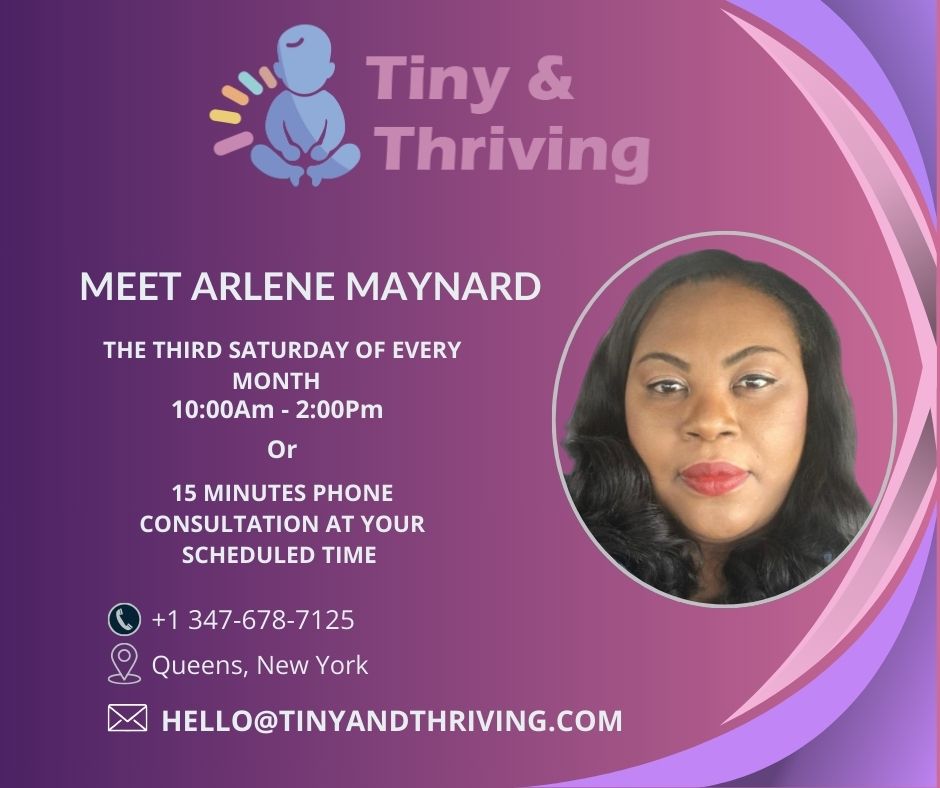 Tiny &
Thriving
MEET ARLENE MAYNARD
THE THIRD SATURDAY OF EVERY
MONTH
10:00Am - 2:00Pm
Or
15 MINUTES PHONE
CONSULTATION AT YOUR
SCHEDULED TIME
+1 347-678-7125
Queens, New York
HELLO@TINYANDTHRIVING.COM